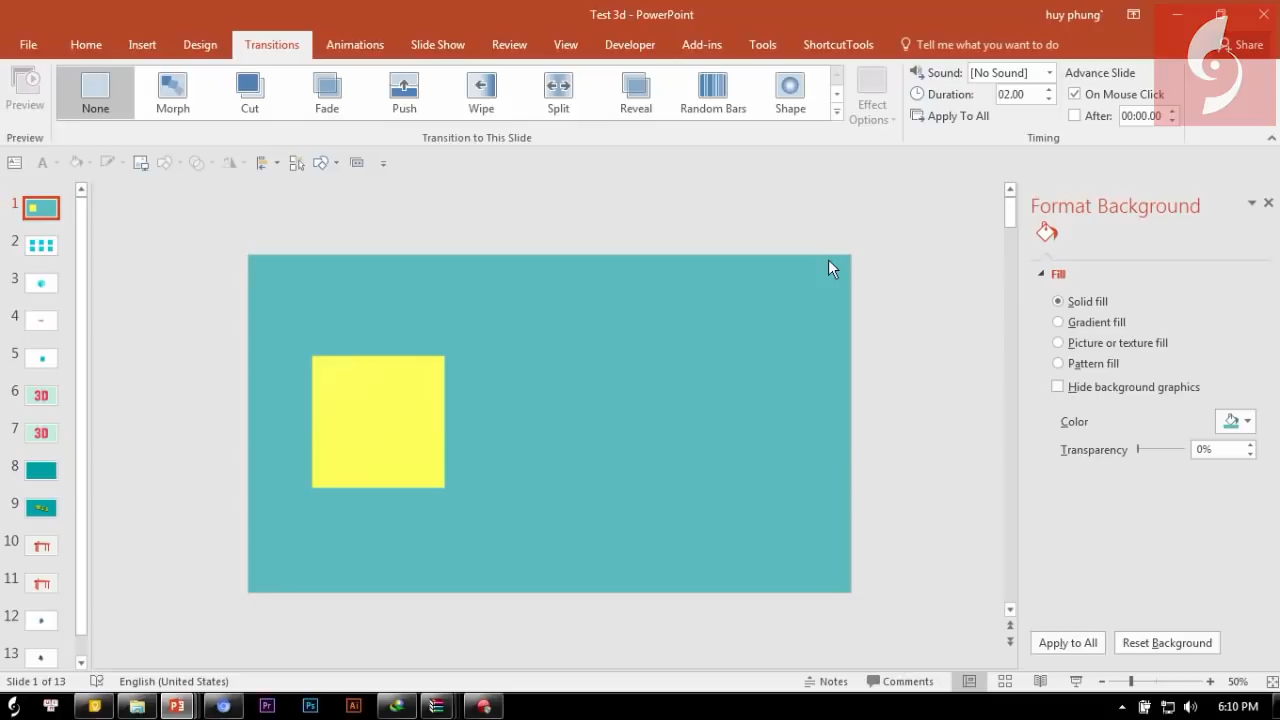 Test 3d - PowerPoint
huy phung`
File Home Insert Design Transitions Animations Slide Show Review View Developer Add-ins Tools ShortcutTools Tell me what you want to do Share
Preview None Morph Cut Fade Push Wipe Split Reveal Random Bars Shape Effect Options
Sound: [No Sound] Advance Slide
Duration: 02.00 On Mouse Click
Apply To All After: 00:00.00
Preview Transition to This Slide Timing
A
1
2
3
4
5
6 3D
7 3D
8
9
10
11
12
13
Format Background
Fill
Solid fill
Gradient fill
Picture or texture fill
Pattern fill
Hide background graphics
Color
Transparency 0%
Apply to All Reset Background
Slide 1 of 13 English (United States) Notes Comments 50%
Pr Ps Ai 6:10 PM